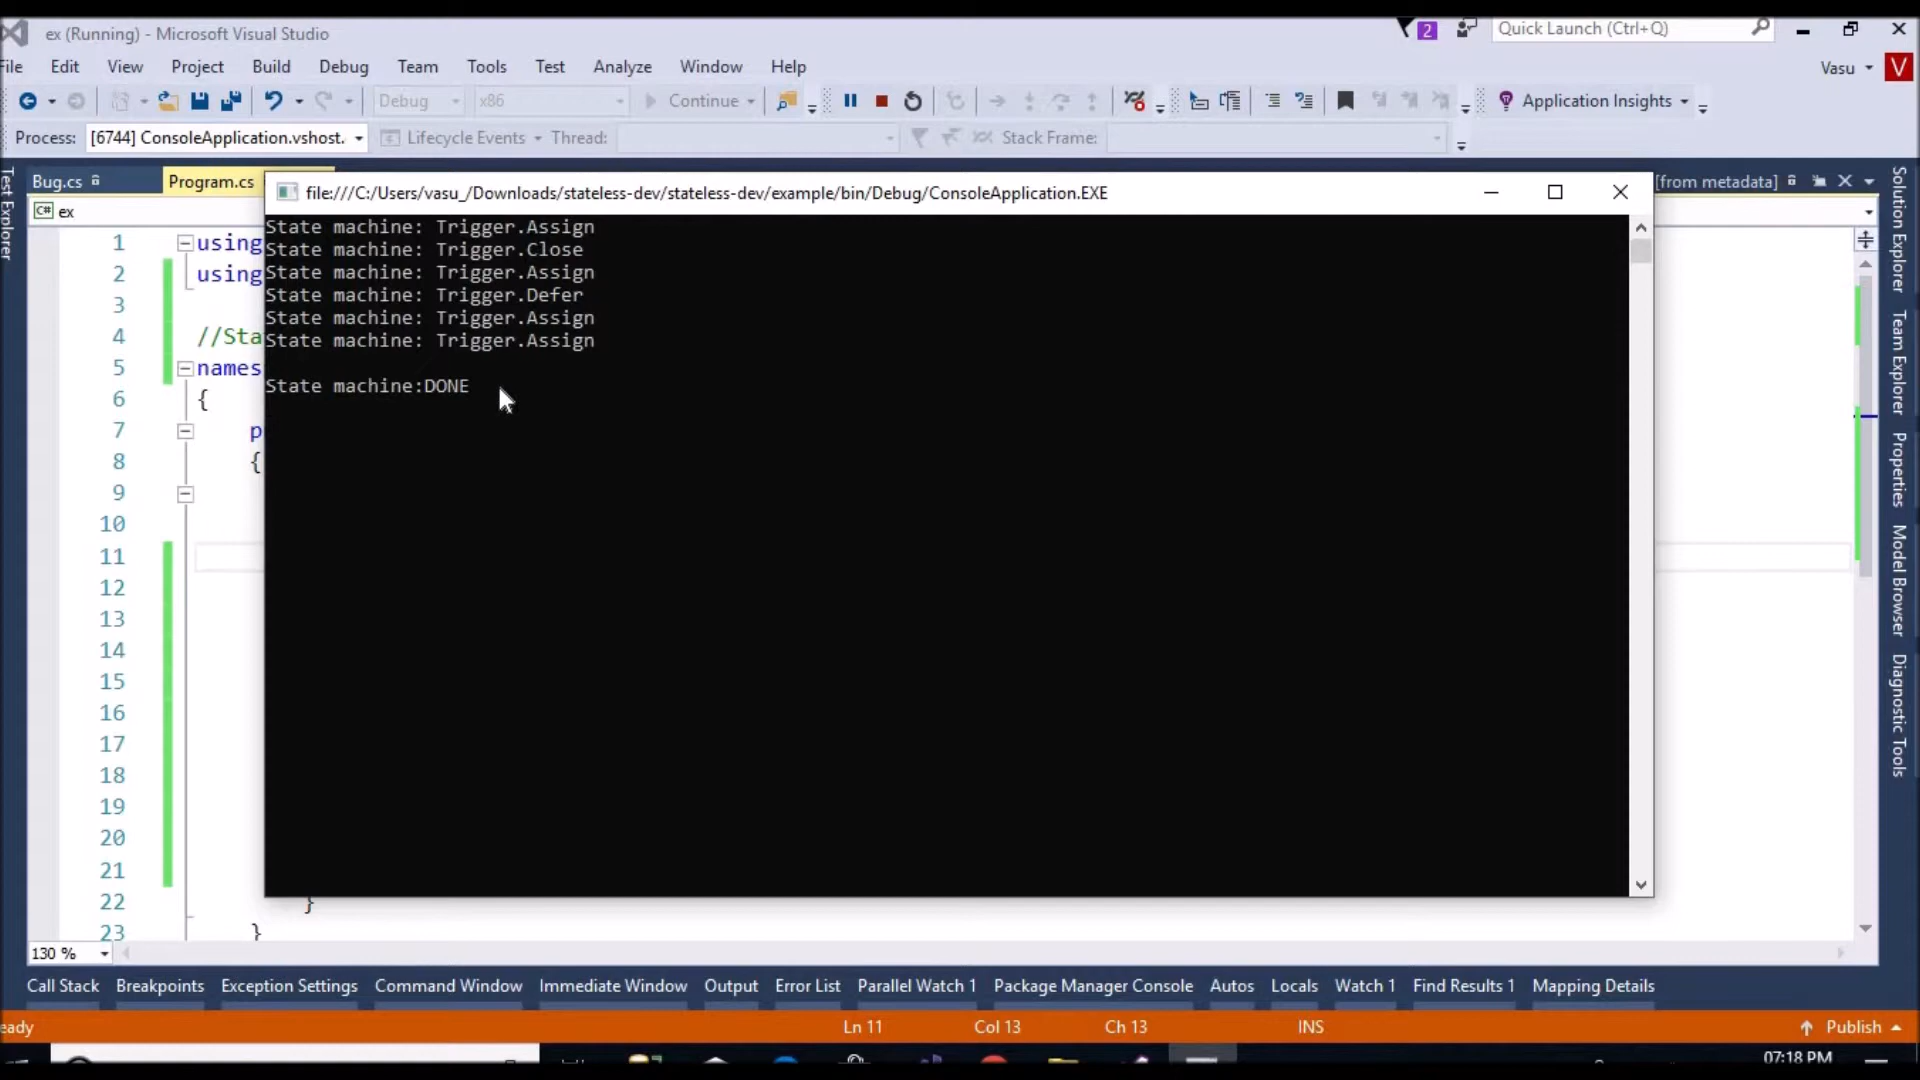 ex (Running) - Microsoft Visual Studio
2
Quick Launch (Ctrl+Q)
File Edit View Project Build Debug Team Tools Test Analyze Window Help
Vasu
V
Debug x86 Continue Application Insights
Process: [6744] ConsoleApplication.vshost. Lifecycle Events Thread: Stack Frame:
Bug.cs Program.cs [from metadata]
C# ex
file:///C:/Users/vasu_/Downloads/stateless-dev/stateless-dev/example/bin/Debug/ConsoleApplication.EXE
State machine: Trigger.Assign
State machine: Trigger.Close
State machine: Trigger.Assign
State machine: Trigger.Defer
State machine: Trigger.Assign
State machine: Trigger.Assign
State machine:DONE
1 using
2 using
3
4 //Sta
5 names
6 {
7 p
8 {
9
10
11
12
13
14
15
16
17
18
19
20
21
22 }
23 }
Test Explorer
Solution Explorer
Team Explorer
Properties
Model Browser
Diagnostic Tools
130 %
Call Stack Breakpoints Exception Settings Command Window Immediate Window Output Error List Parallel Watch 1 Package Manager Console Autos Locals Watch 1 Find Results 1 Mapping Details
eady Ln 11 Col 13 Ch 13 INS Publish
07:18 PM